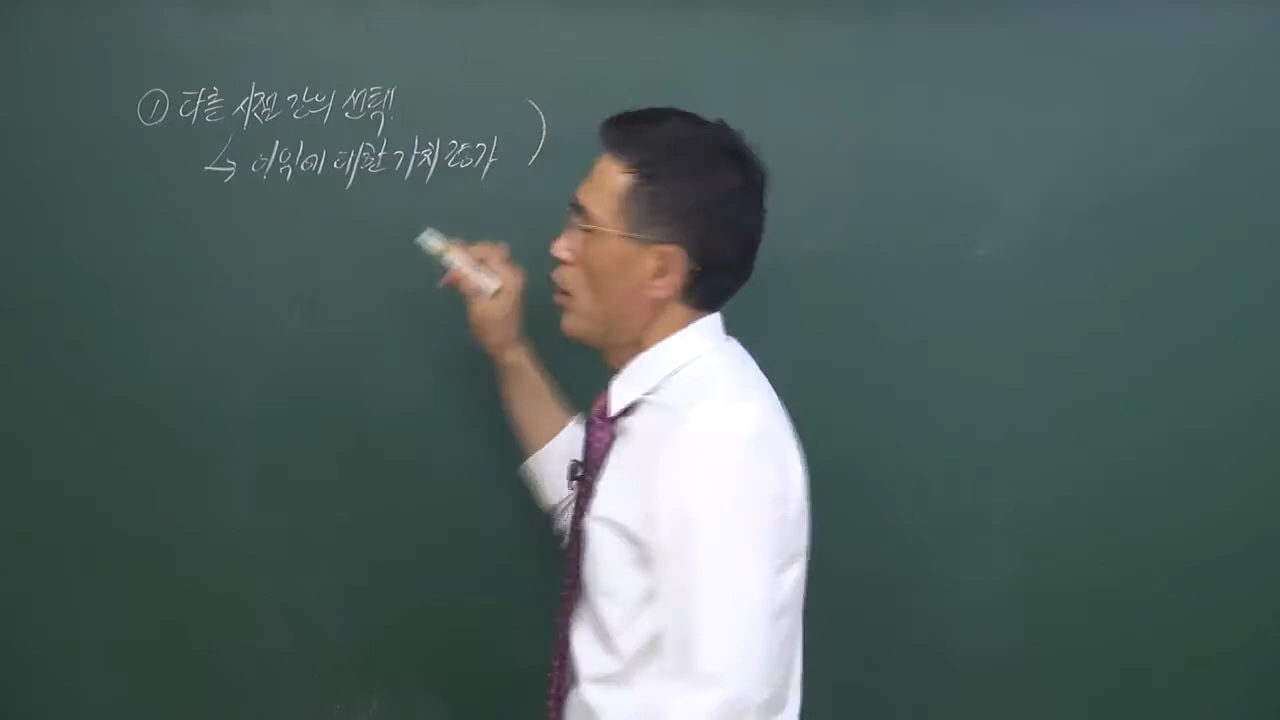 ① 다른 시점 간의 선택!
↳ 이익에 대한 가치 평가 )